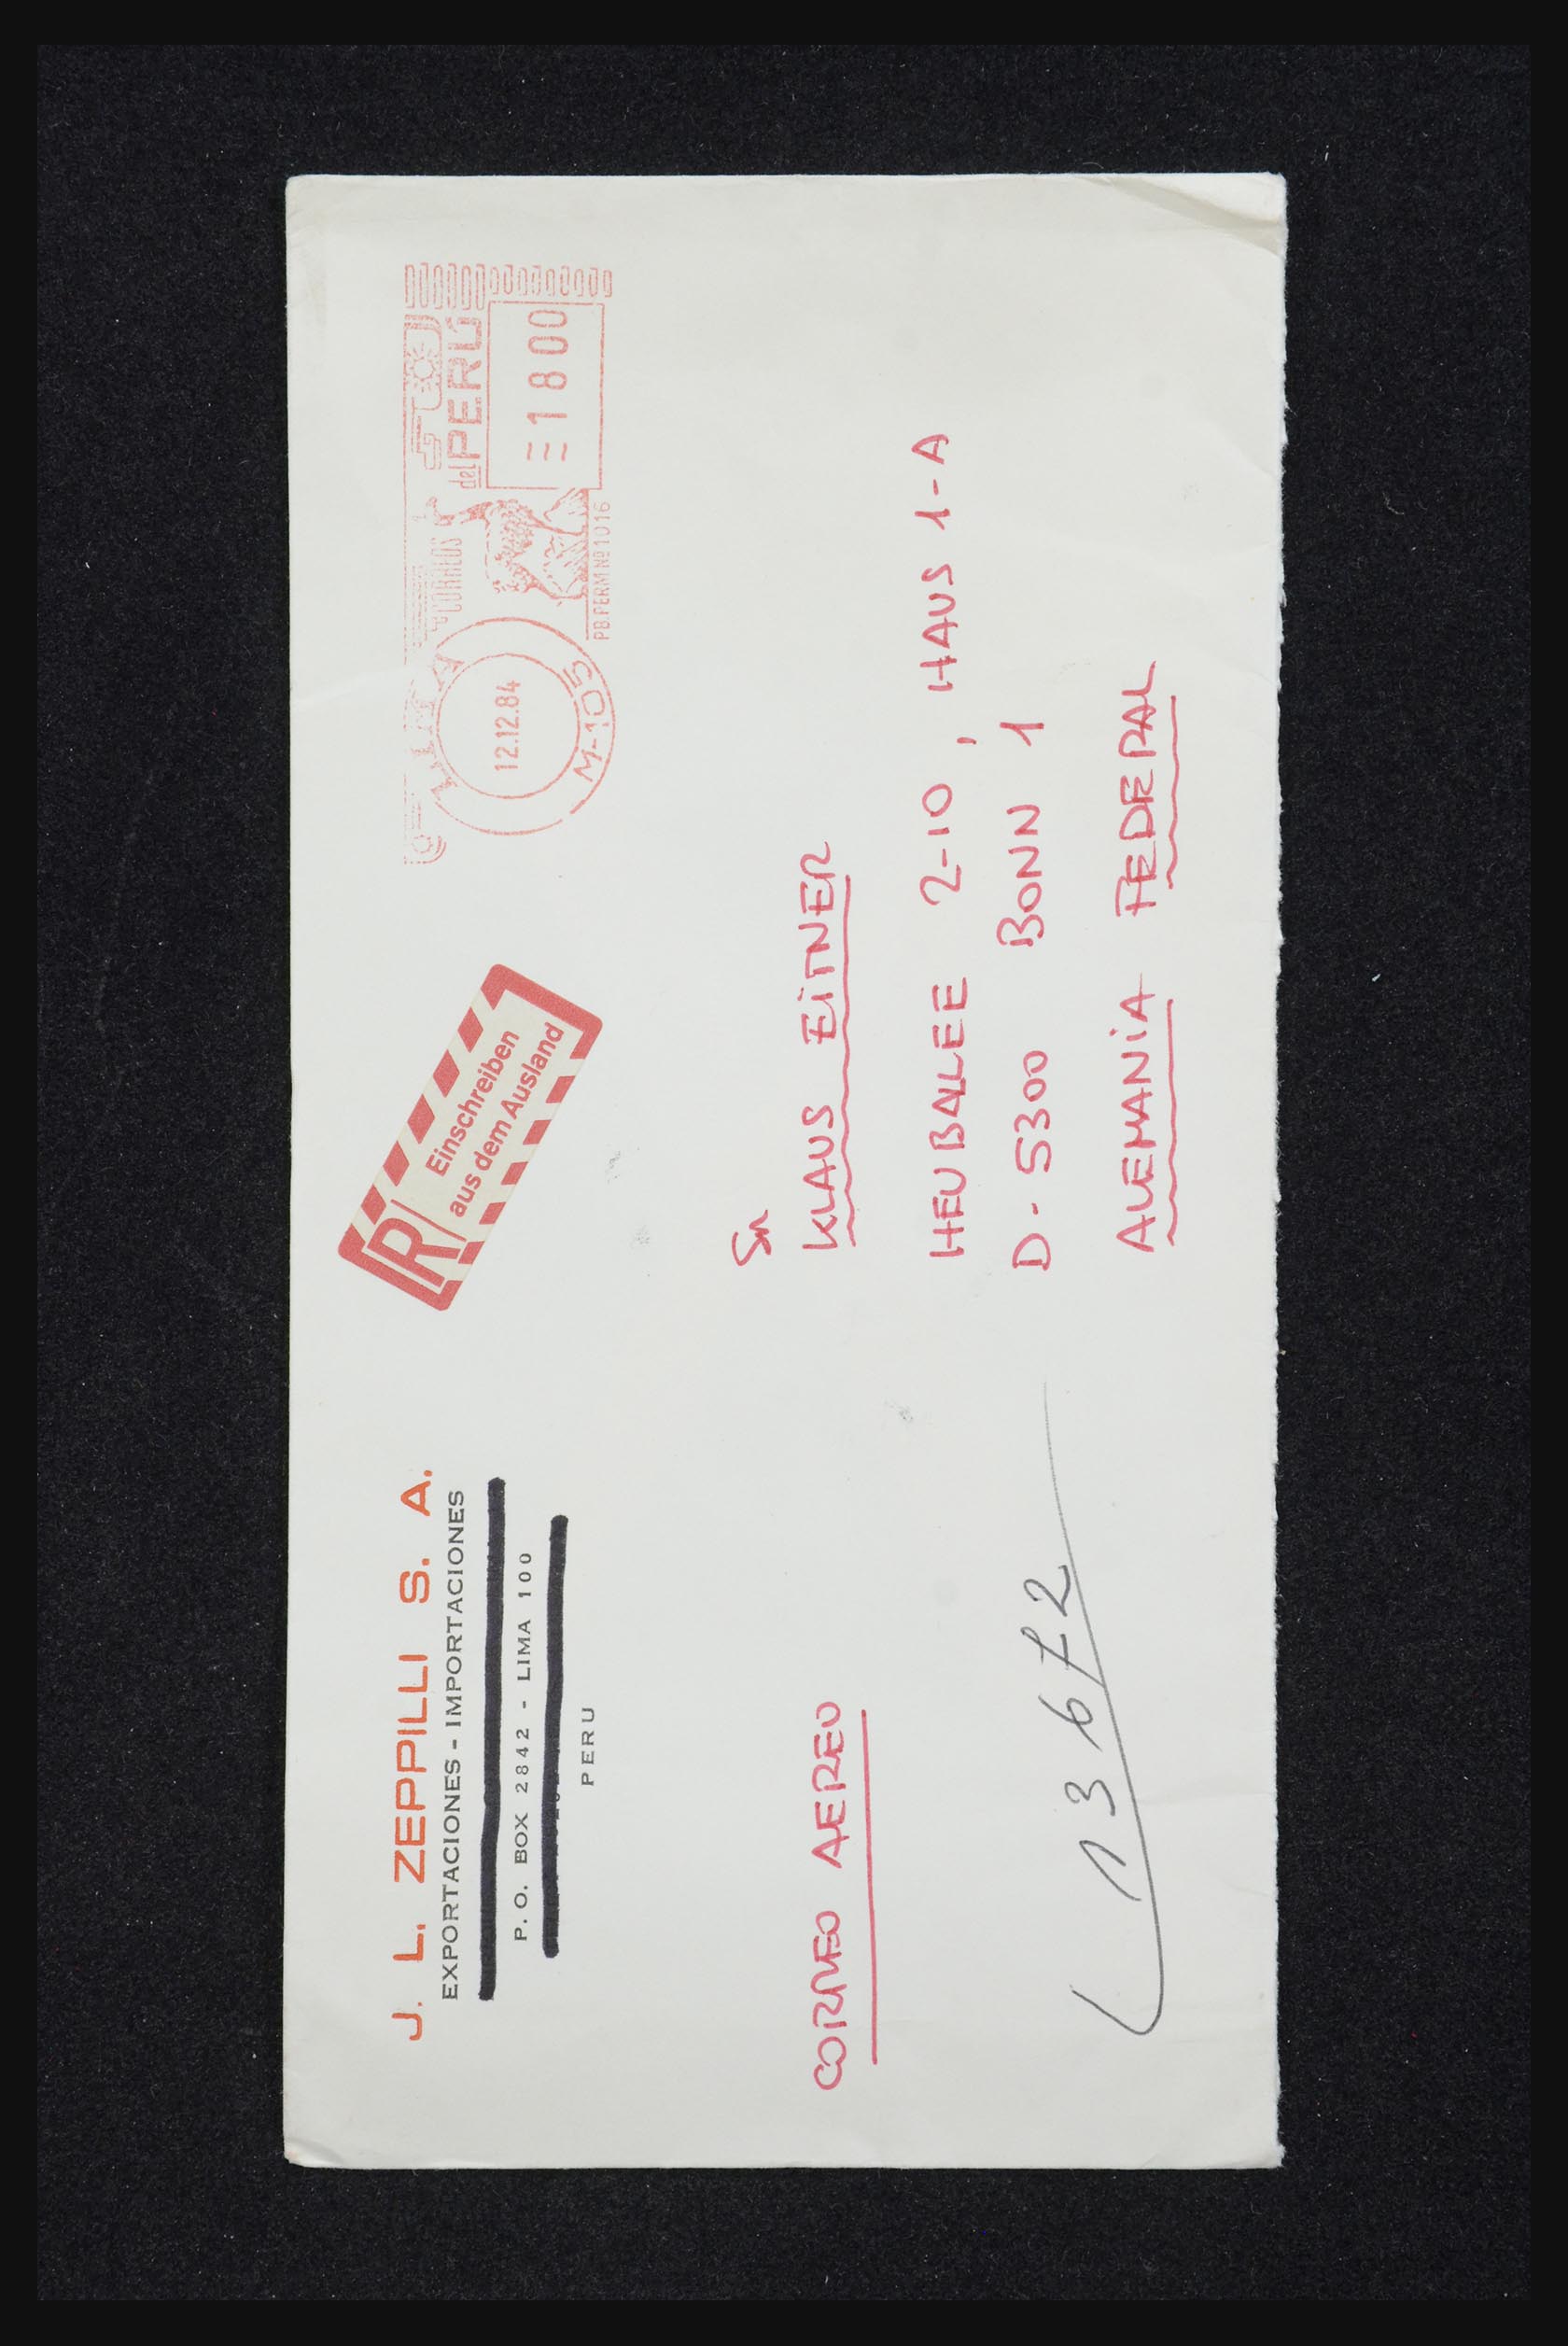 J. L. ZEPPILLI S. A.
EXPORTACIONES - IMPORTACIONES
P. O. BOX 2842 - LIMA 100
PERU
R
Einschreiben
aus dem Ausland
LIMA
12.12.84
M-105
CORREOS
del PERÚ
1800
PB.PERM Nº 1016
CORREO AEREO
Sr
KLAUS EITNER
HEUBALLEE 2-10, HAUS 1-A
D-5300 BONN 1
ALEMANIA FEDERAL
13672